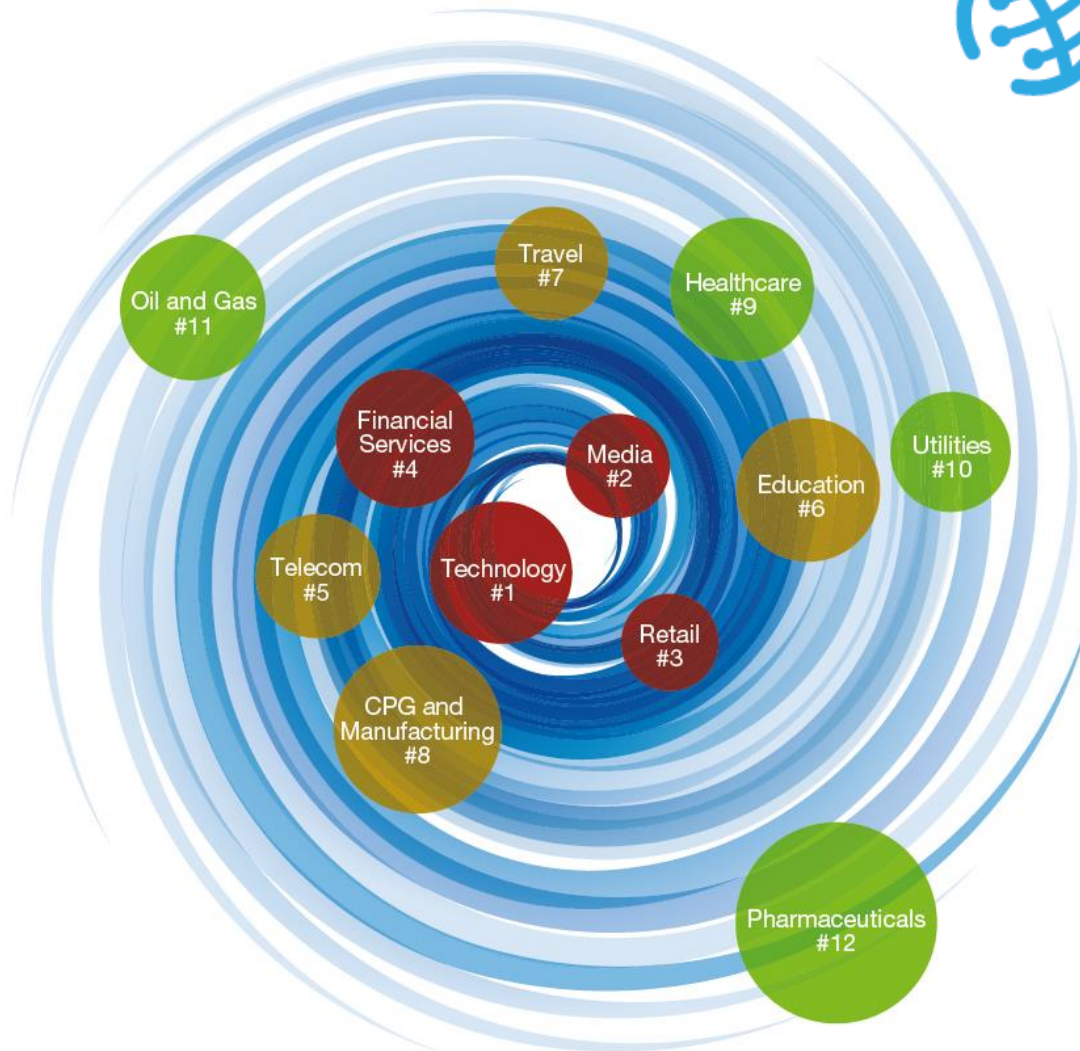 Travel
#7
Healthcare
#9
Oil and Gas
#11
Financial
Services
#4
Media
#2
Utilities
#10
Education
#6
Telecom
#5
Technology
#1
Retail
#3
CPG and
Manufacturing
#8
Pharmaceuticals
#12